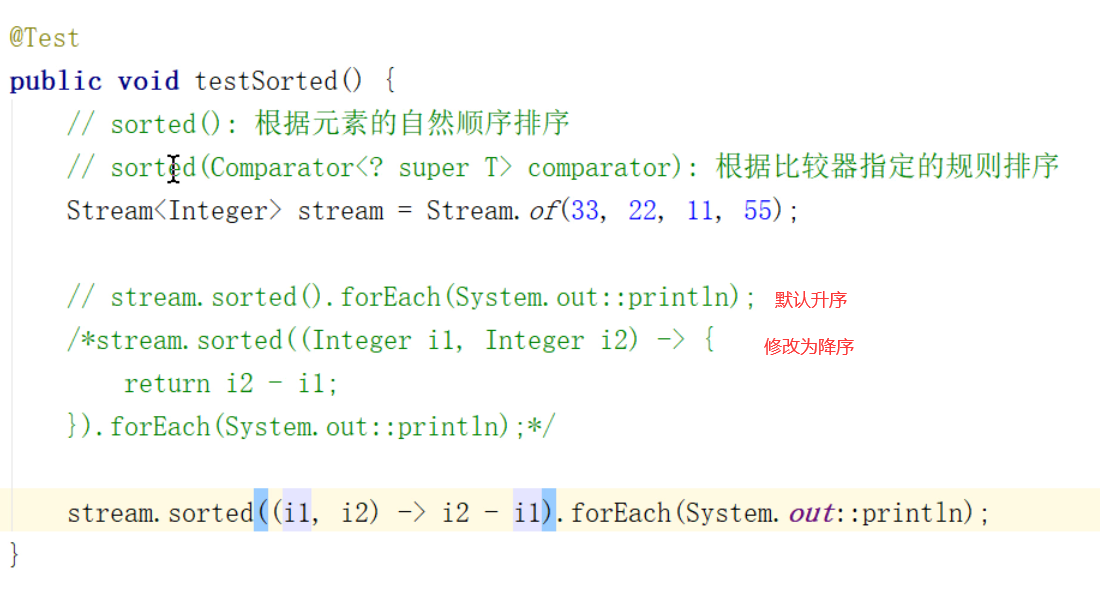 @Test
public void testSorted() {
// sorted(): 根据元素的自然顺序排序
// sorted(Comparator<? super T> comparator): 根据比较器指定的规则排序
Stream<Integer> stream = Stream.of(33, 22, 11, 55);
// stream.sorted().forEach(System.out::println); 默认升序
/*stream.sorted((Integer i1, Integer i2) -> { 修改为降序
return i2 - i1;
}).forEach(System.out::println);*/
stream.sorted((i1, i2) -> i2 - i1).forEach(System.out::println);
}